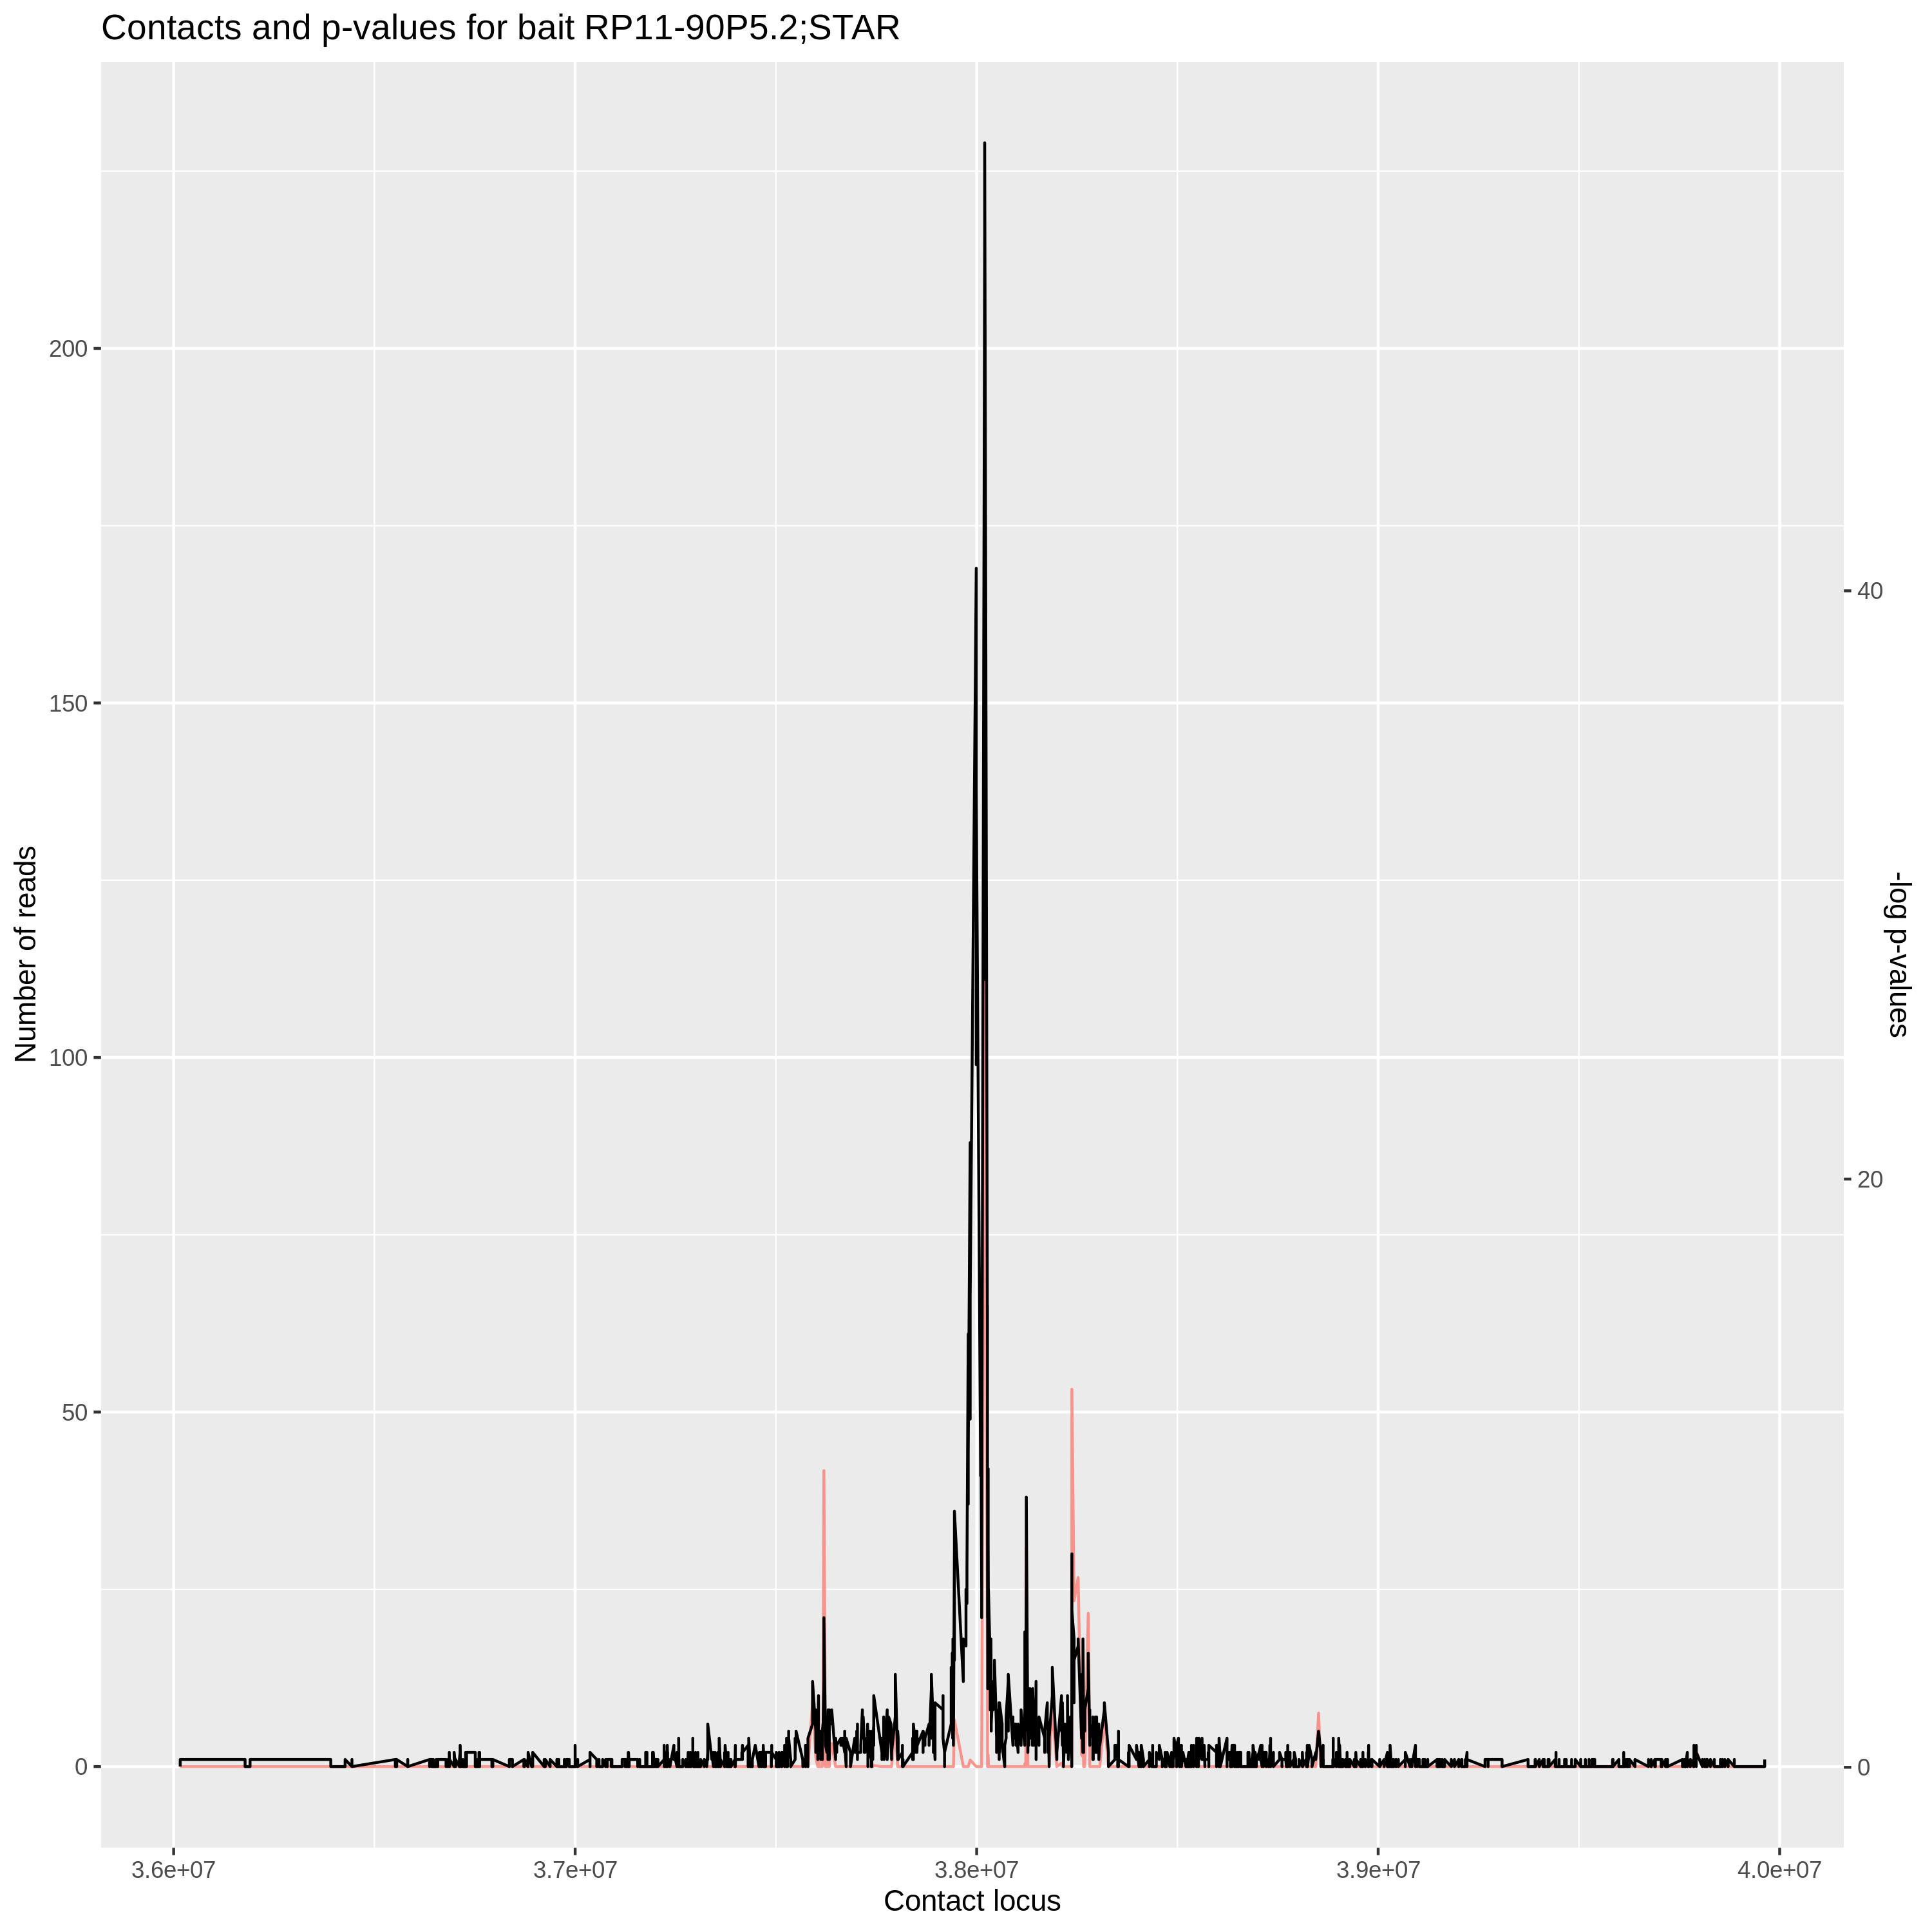 Contacts and p-values for bait RP11-90P5.2;STAR
Number of reads
200
150
100
50
0
40
20
0
-log p-values
3.6e+07 3.7e+07 3.8e+07 3.9e+07 4.0e+07
Contact locus